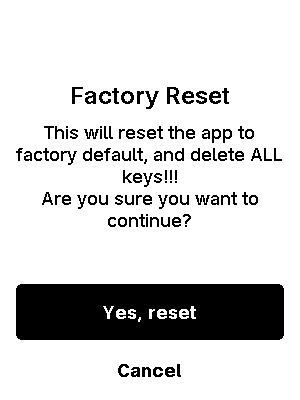 Factory Reset
This will reset the app to
factory default, and delete ALL
keys!!!
Are you sure you want to
continue?
Yes, reset
Cancel